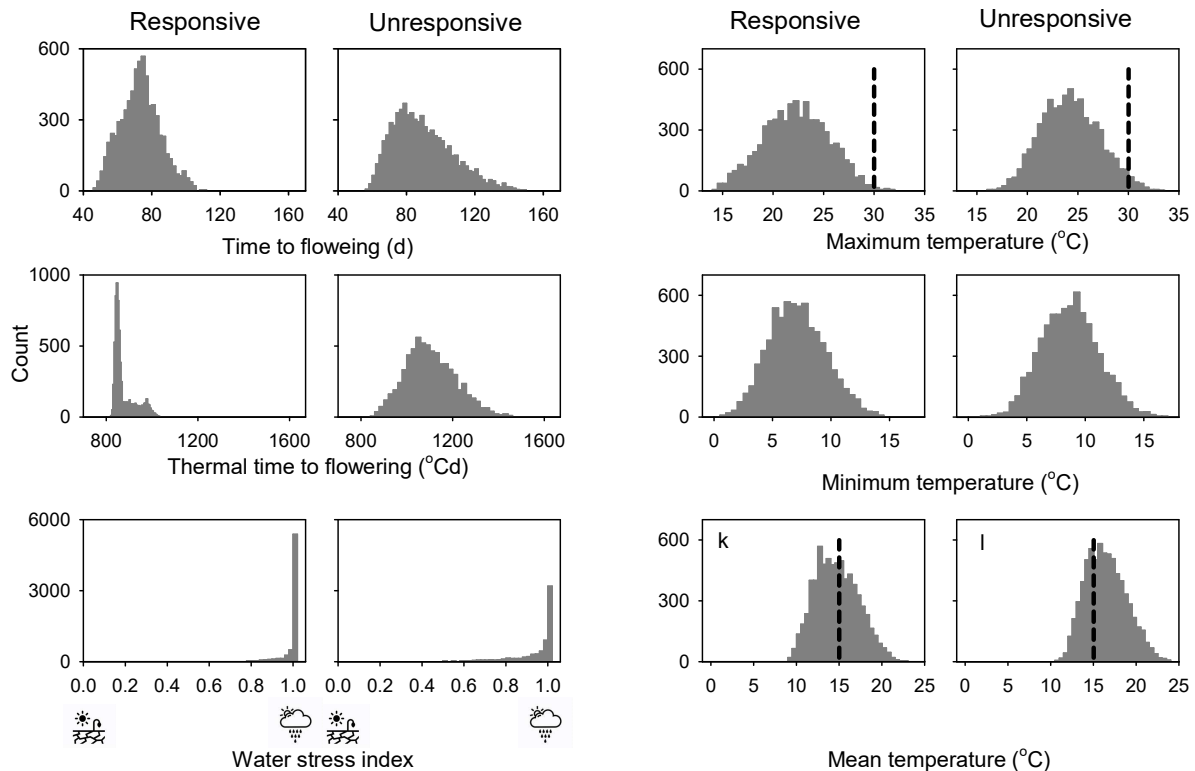 Responsive Unresponsive Responsive Unresponsive
600 600
300 300
0 0
40 80 120 160 40 80 120 160 15 20 25 30 35 15 20 25 30 35
Time to floweing (d) Maximum temperature (°C)
1000
600
500 300
0 0
800 1200 1600 800 1200 1600 0 5 10 15 0 5 10 15
Count
Thermal time to flowering (°Cd) Minimum temperature (°C)
6000
k l
600
3000 300
0 0
0.0 0.2 0.4 0.6 0.8 1.0 0.0 0.2 0.4 0.6 0.8 1.0 0 5 10 15 20 25 0 5 10 15 20 25
Water stress index Mean temperature (°C)